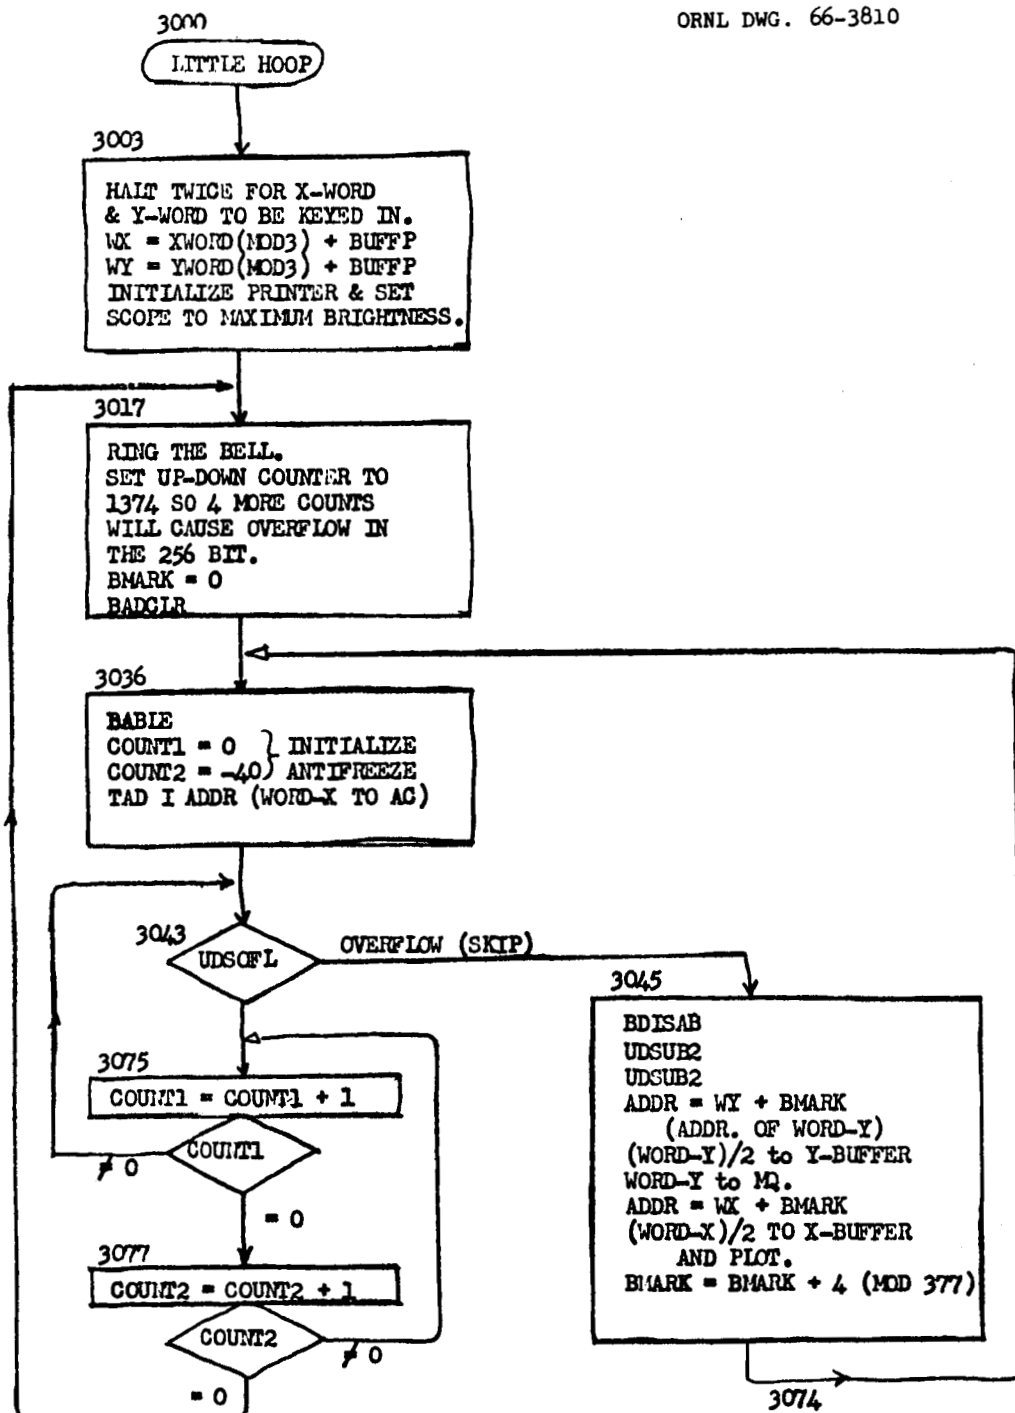 ORNL DWG. 66-3810
3000
LITTLE HOOP
3003
HALT TWICE FOR X-WORD
& Y-WORD TO BE KEYED IN.
WX = XWORD(MOD3) + BUFFP
WY = YWORD(MOD3) + BUFFP
INITIALIZE PRINTER & SET
SCOPE TO MAXIMUM BRIGHTNESS.
3017
RING THE BELL.
SET UP-DOWN COUNTER TO
1374 SO 4 MORE COUNTS
WILL CAUSE OVERFLOW IN
THE 256 BIT.
BMARK = 0
BADCLR
3036
BABLE
COUNT1 = 0 } INITIALIZE
COUNT2 = -40 } ANTIFREEZE
TAD I ADDR (WORD-X TO AC)
3043
UDSOFL
OVERFLOW (SKIP)
3045
BDISAB
UDSUB2
UDSUB2
ADDR = WY + BMARK
(ADDR. OF WORD-Y)
(WORD-Y)/2 to Y-BUFFER
WORD-Y to MQ.
ADDR = WX + BMARK
(WORD-X)/2 TO X-BUFFER
AND PLOT.
BMARK = BMARK + 4 (MOD 377)
3074
3075
COUNT1 = COUNT1 + 1
COUNT1
≠ 0
= 0
3077
COUNT2 = COUNT2 + 1
COUNT2
≠ 0
= 0